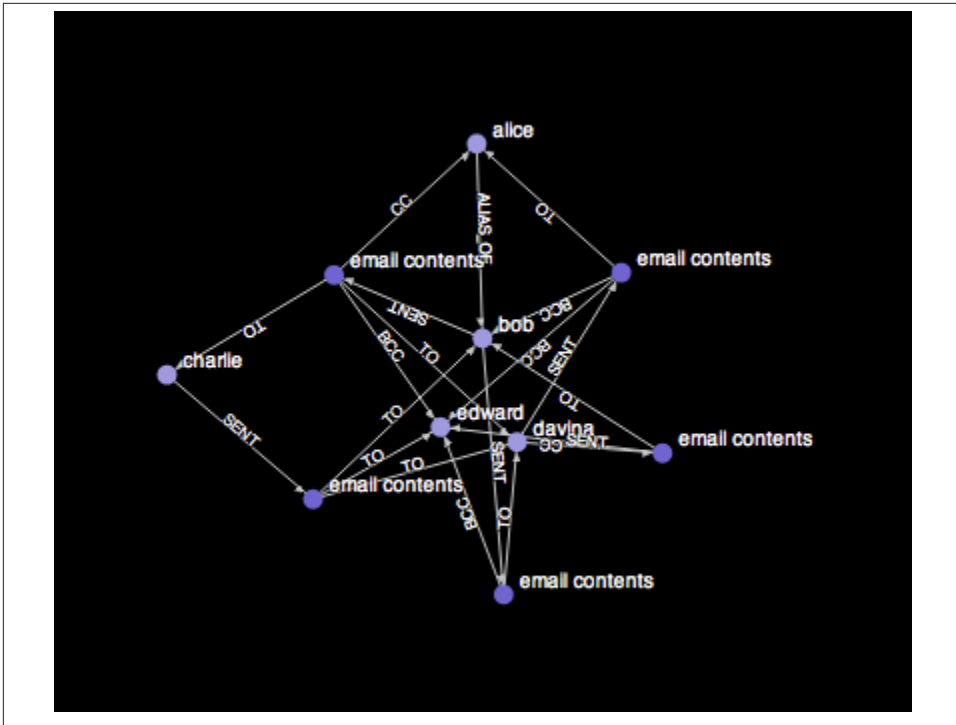 alice
CC
ALIAS_OF
TO
email contents
email contents
SENT
BCC
TO
bob
BCC
TO
BCC
SENT
charlie
TO
TO
edward
davina
SENT
TO
TO
SENT
CC
SENT
email contents
email contents
BCC
TO
email contents